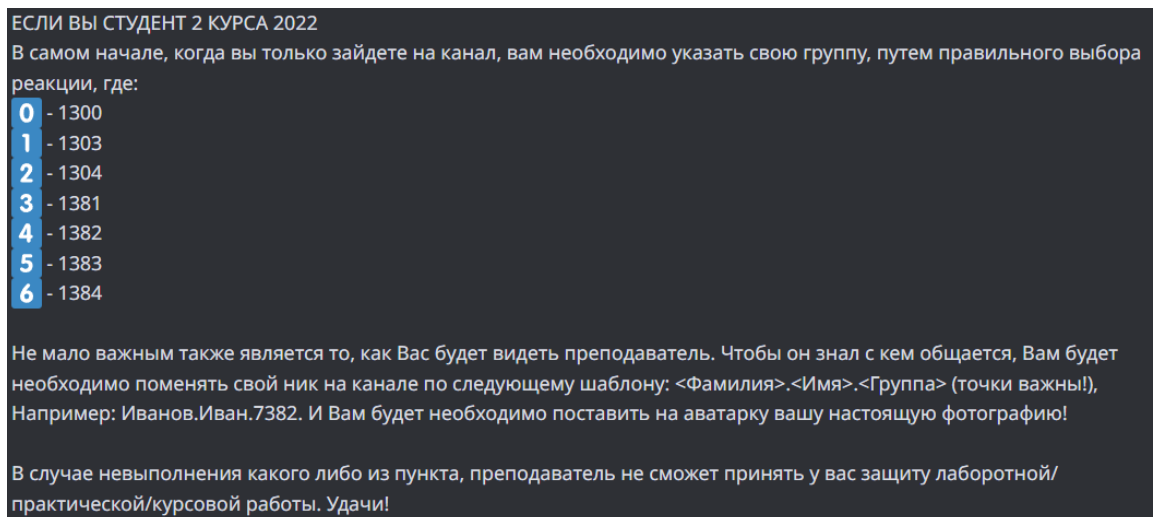 ЕСЛИ ВЫ СТУДЕНТ 2 КУРСА 2022
В самом начале, когда вы только зайдете на канал, вам необходимо указать свою группу, путем правильного выбора
реакции, где:
0 - 1300
1 - 1303
2 - 1304
3 - 1381
4 - 1382
5 - 1383
6 - 1384
Не мало важным также является то, как Вас будет видеть преподаватель. Чтобы он знал с кем общается, Вам будет
необходимо поменять свой ник на канале по следующему шаблону: <Фамилия>.<Имя>.<Группа> (точки важны!),
Например: Иванов.Иван.7382. И Вам будет необходимо поставить на аватарку вашу настоящую фотографию!
В случае невыполнения какого либо из пункта, преподаватель не сможет принять у вас защиту лаборотной/
практической/курсовой работы. Удачи!